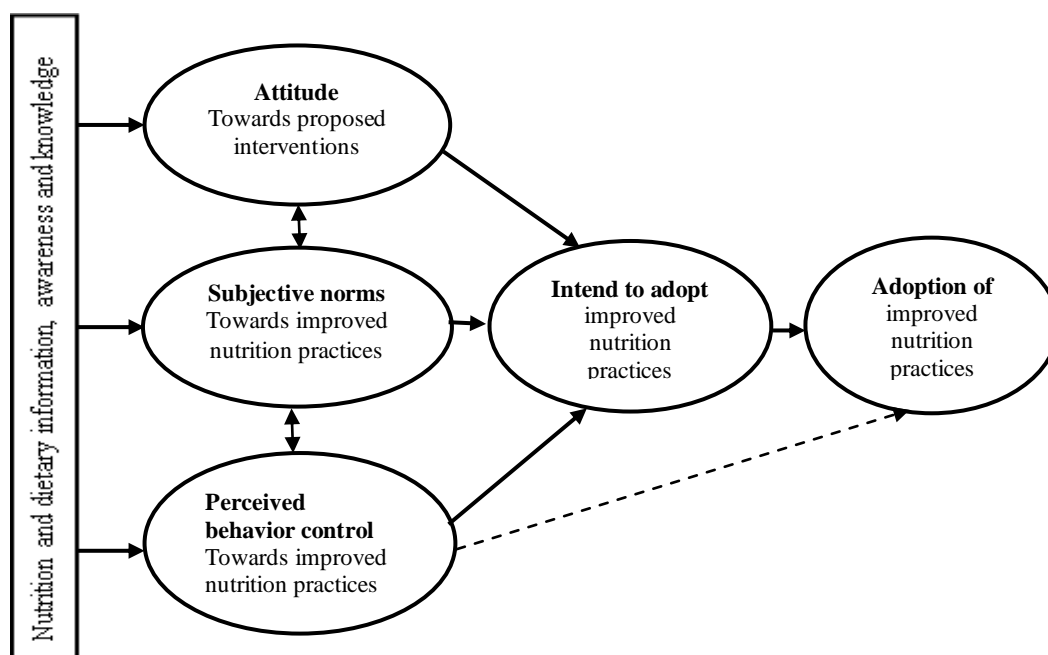 Nutrition and dietary information, awareness and knowledge
Attitude
Towards proposed
interventions
Subjective norms
Towards improved
nutrition practices
Perceived
behavior control
Towards improved
nutrition practices
Intend to adopt
improved
nutrition
practices
Adoption of
improved
nutrition
practices